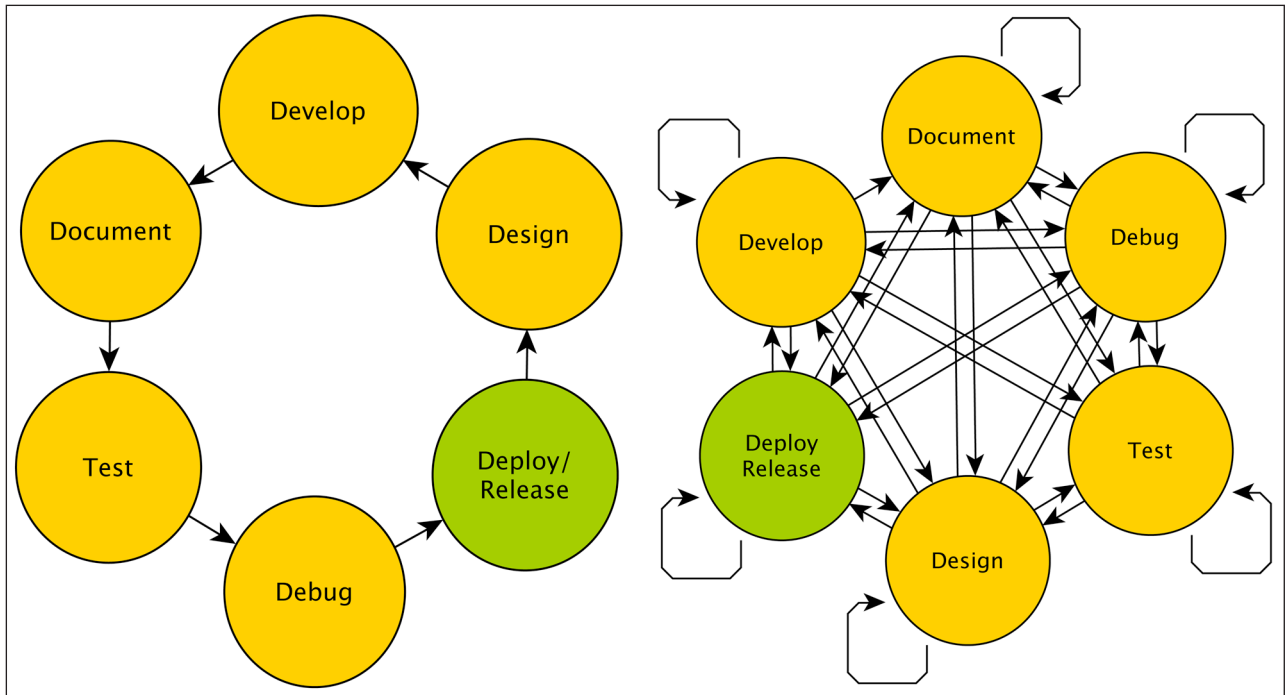 Develop
Document
Design
Test
Deploy/
Release
Debug
Document
Develop
Debug
Deploy
Release
Test
Design